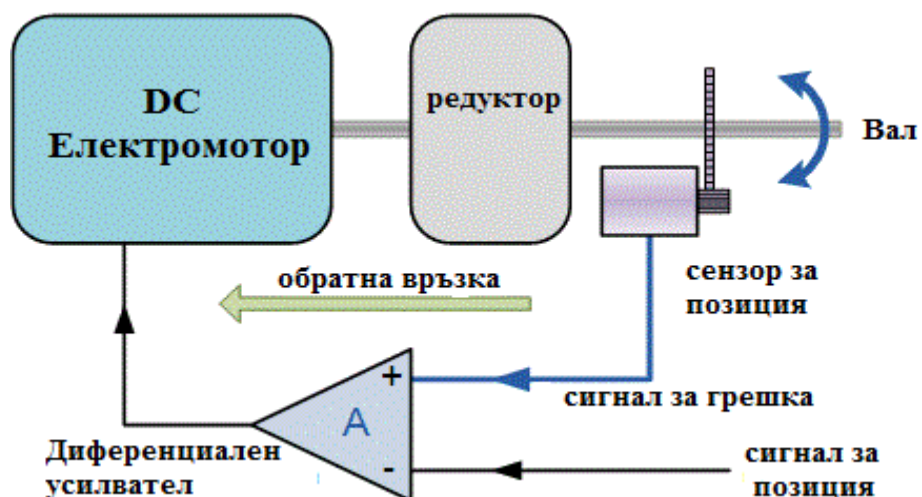 DC
Електромотор
редуктор
Вал
сензор за
позиция
обратна връзка
+
A
-
сигнал за грешка
Диференциален
усилвател
сигнал за
позиция